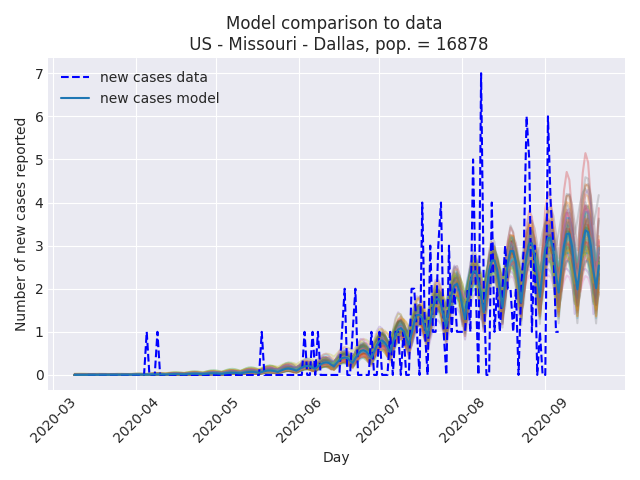 Model comparison to data
US - Missouri - Dallas, pop. = 16878
new cases data
new cases model
Number of new cases reported
7
6
5
4
3
2
1
0
2020-03
2020-04
2020-05
2020-06
2020-07
2020-08
2020-09
Day